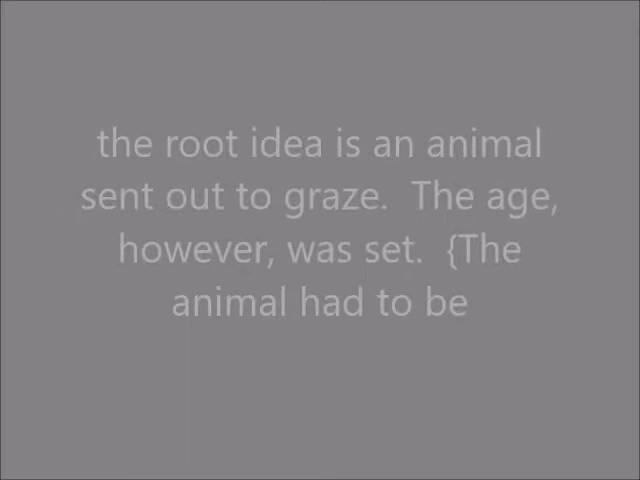 the root idea is an animal
sent out to graze.  The age,
however, was set.  {The
animal had to be